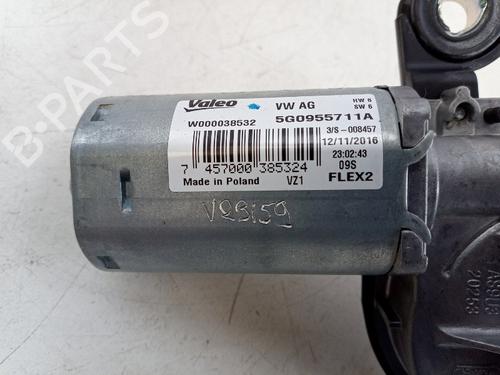 Valeo
VW AG
HW 6
SW 6
W000038532
5G0955711A
3/S-008457
12/11/2016
7 457000 385324
23:02:43
09S
Made in Poland
VZ1
FLEX2
20253
B-PARTS